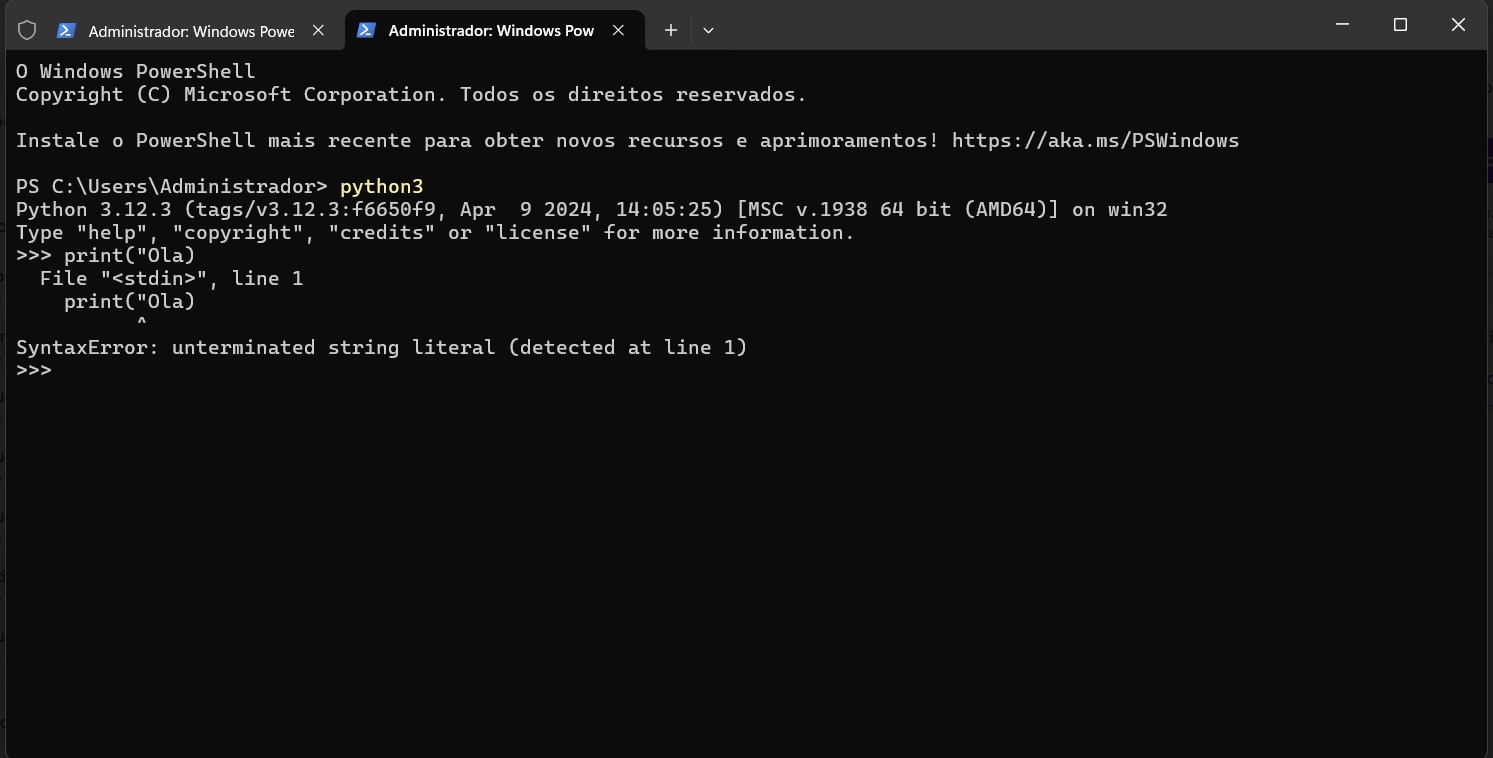 Administrador: Windows Powe
Administrador: Windows Pow
O Windows PowerShell
Copyright (C) Microsoft Corporation. Todos os direitos reservados.
Instale o PowerShell mais recente para obter novos recursos e aprimoramentos! https://aka.ms/PSWindows
PS C:\Users\Administrador> python3
Python 3.12.3 (tags/v3.12.3:f6650f9, Apr  9 2024, 14:05:25) [MSC v.1938 64 bit (AMD64)] on win32
Type "help", "copyright", "credits" or "license" for more information.
>>> print("Ola)
  File "<stdin>", line 1
    print("Ola)
          ^
SyntaxError: unterminated string literal (detected at line 1)
>>>